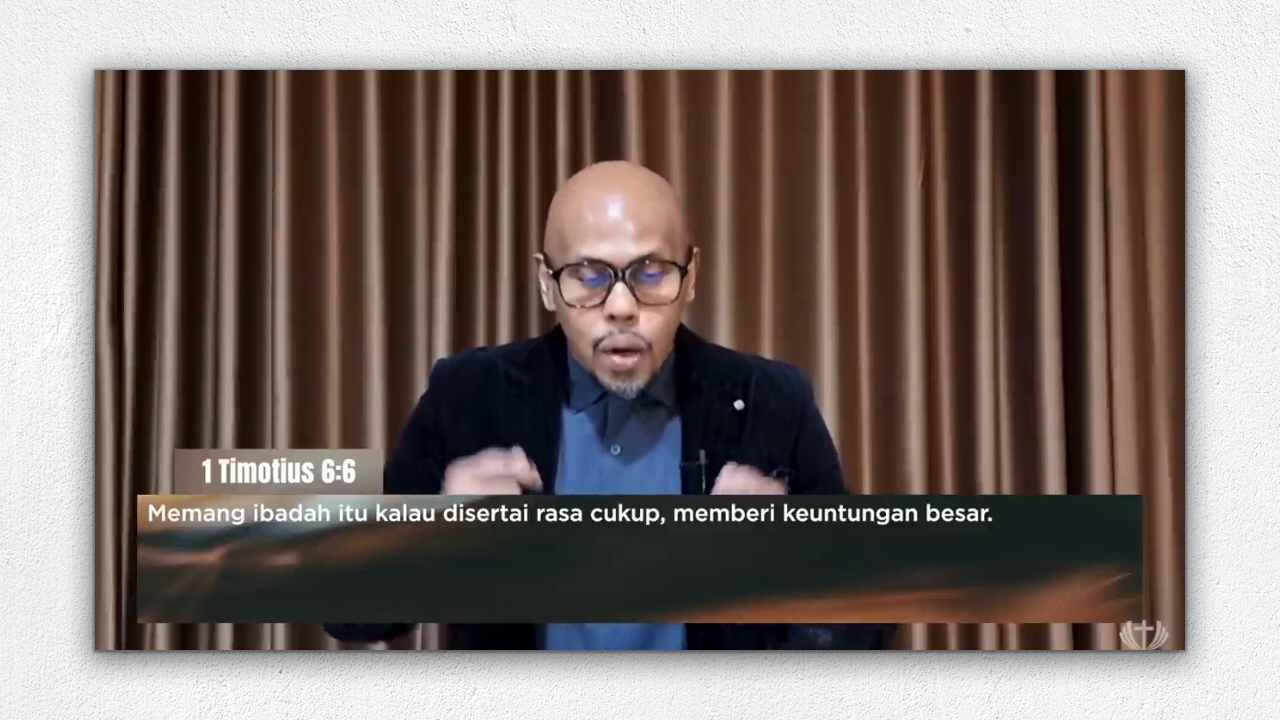 1 Timotius 6:6
Memang ibadah itu kalau disertai rasa cukup, memberi keuntungan besar.